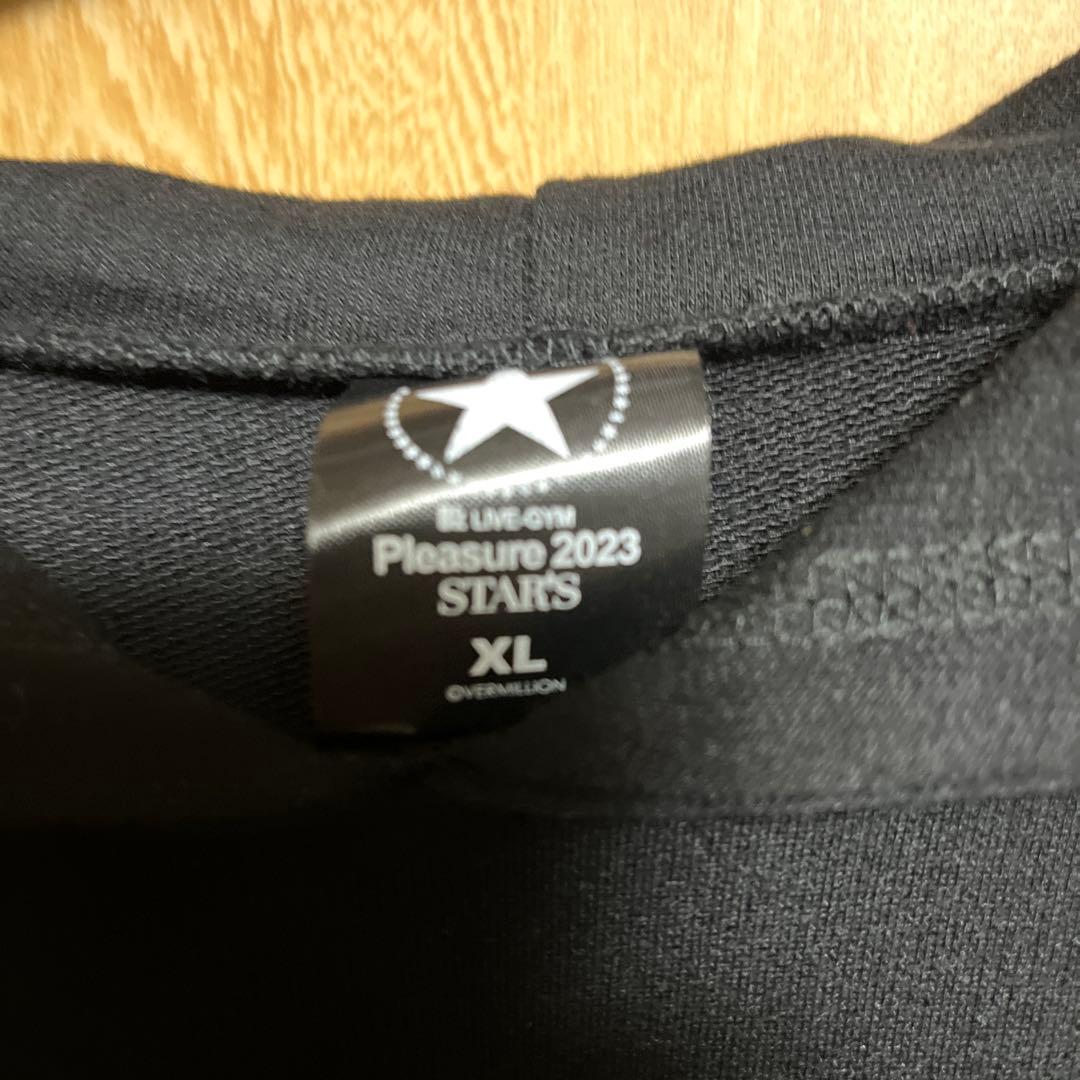 B'z LIVE-GYM
Pleasure 2023
STARS
XL
©VERMILLION